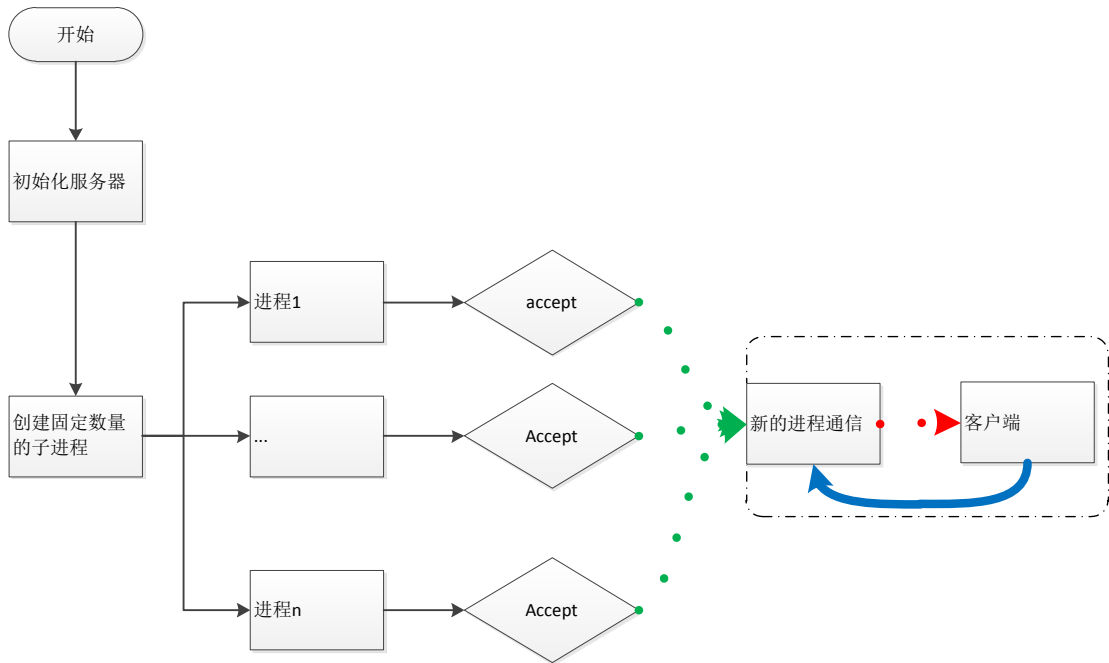 开始
初始化服务器
进程1
accept
创建固定数量
的子进程
...
Accept
新的进程通信
客户端
进程n
Accept